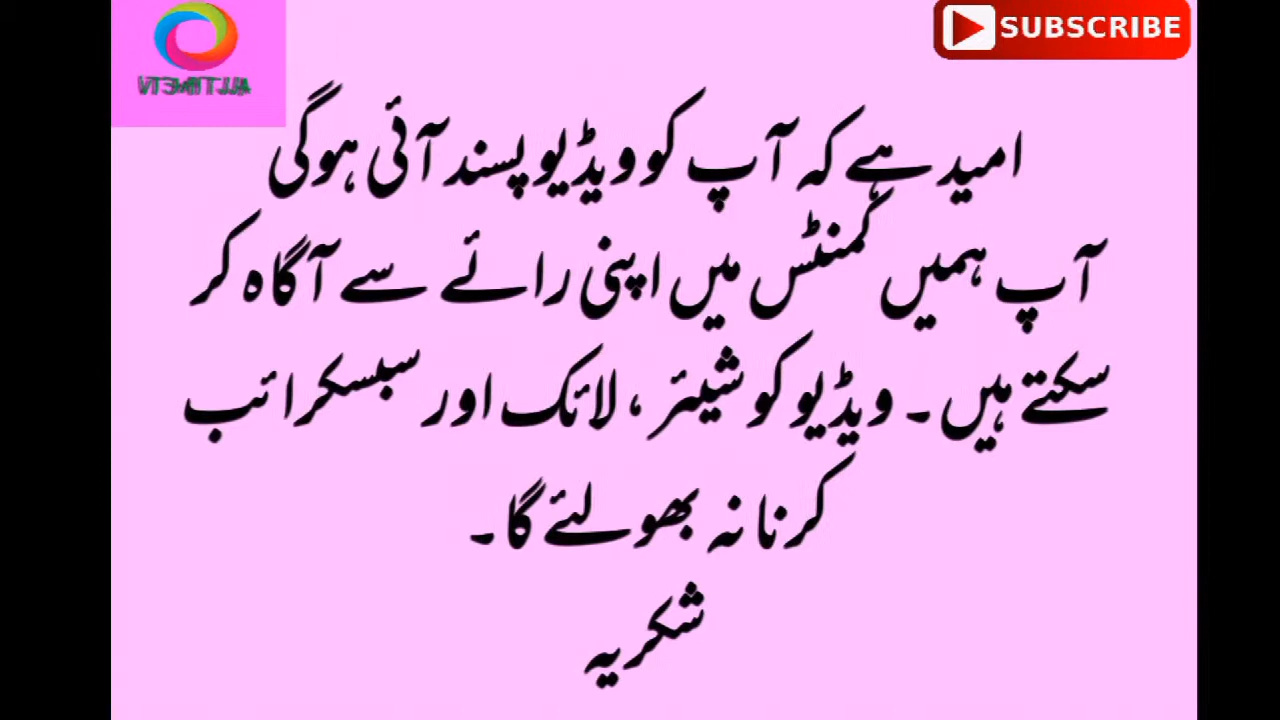 SUBSCRIBE
امید ہے کہ آپ کو ویڈیو پسند آئی ہوگی
آپ ہمیں کمنٹس میں اپنی رائے سے آگاہ کر
سکتے ہیں۔ ویڈیو کو شیئر، لائک اور سبسکرائب
کرنا نہ بھولئے گا۔
شکریہ